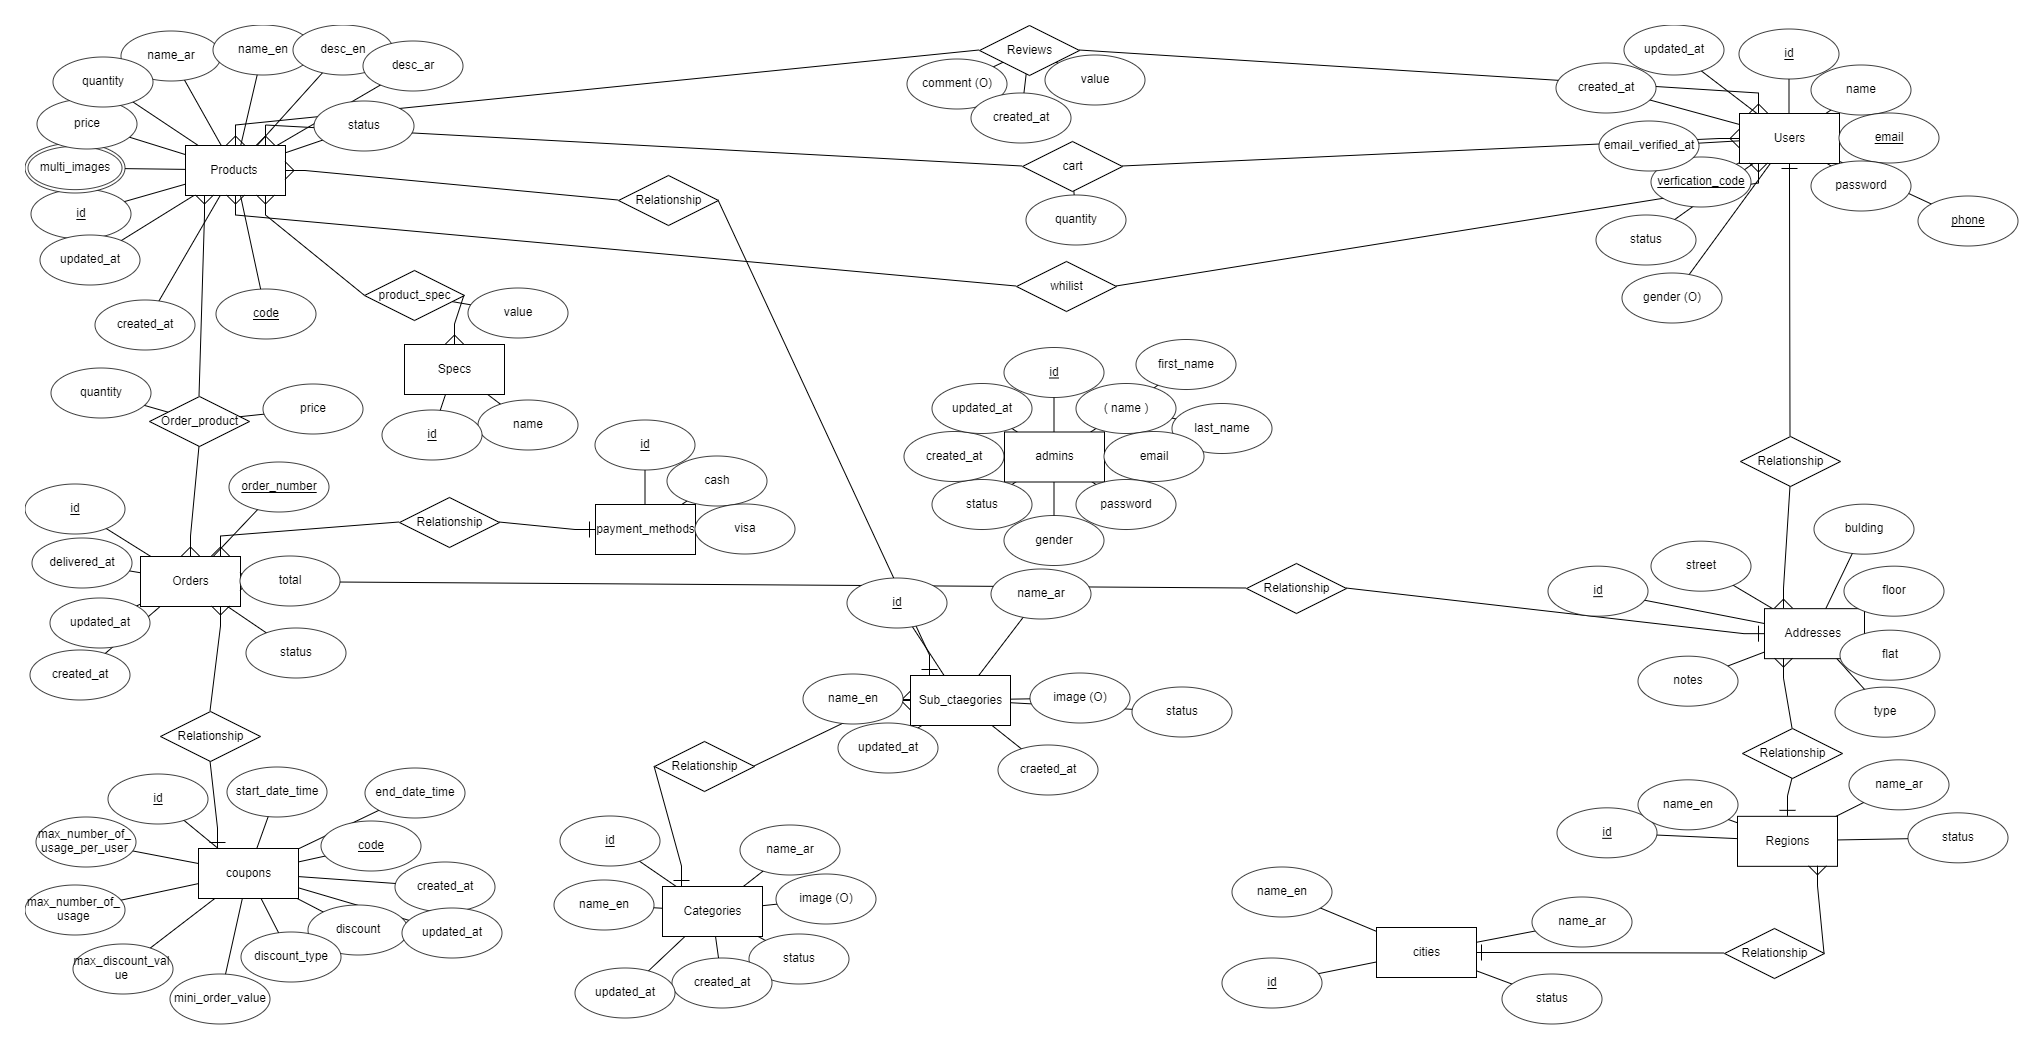 name_ar
name_en
desc_en
desc_ar
quantity
price
status
multi_images
Products
id
updated_at
created_at
code
Reviews
comment (O)
value
created_at
cart
quantity
Relationship
whilist
updated_at
id
created_at
name
Users
email
email_verified_at
verfication_code
password
phone
status
gender (O)
product_spec
value
Specs
id
name
quantity
price
Order_product
id
first_name
updated_at
( name )
last_name
created_at
admins
email
status
password
gender
id
cash
payment_methods
visa
Relationship
order_number
id
delivered_at
Orders
total
updated_at
created_at
status
Relationship
Relationship
Relationship
bulding
street
id
floor
Addresses
flat
notes
type
id
name_ar
name_en
Sub_ctaegories
image (O)
status
updated_at
craeted_at
Relationship
Relationship
name_ar
name_en
id
Regions
status
id
start_date_time
end_date_time
max_number_of_
usage_per_user
code
coupons
created_at
max_number_of_
usage
discount
updated_at
max_discount_val
ue
discount_type
mini_order_value
id
name_ar
name_en
image (O)
Categories
status
updated_at
created_at
name_en
name_ar
cities
Relationship
id
status